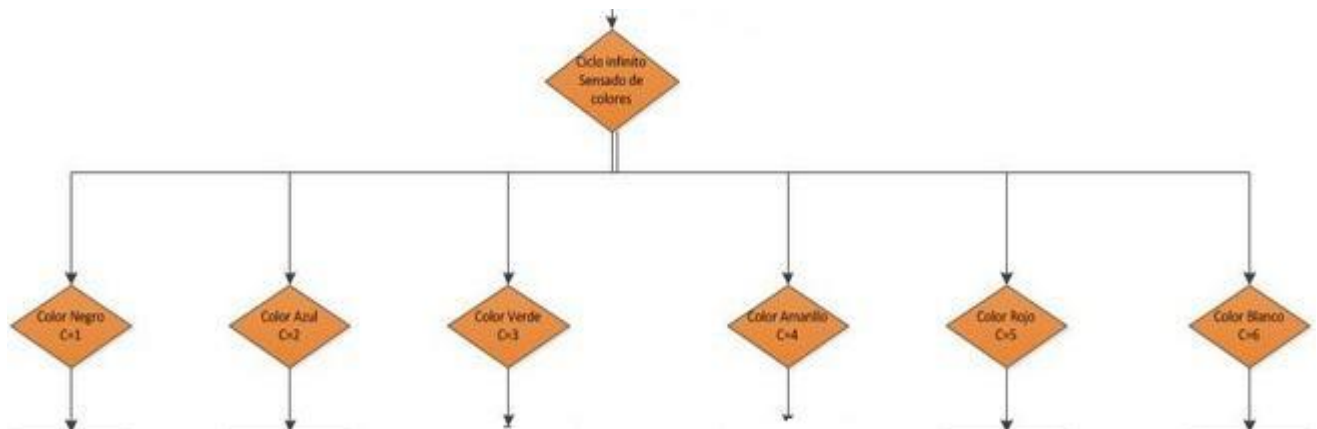 Ciclo infinito
Sensado de
colores
Color Negro
C=1
Color Azul
C=2
Color Verde
C=3
Color Amarillo
C=4
Color Rojo
C=5
Color Blanco
C=6